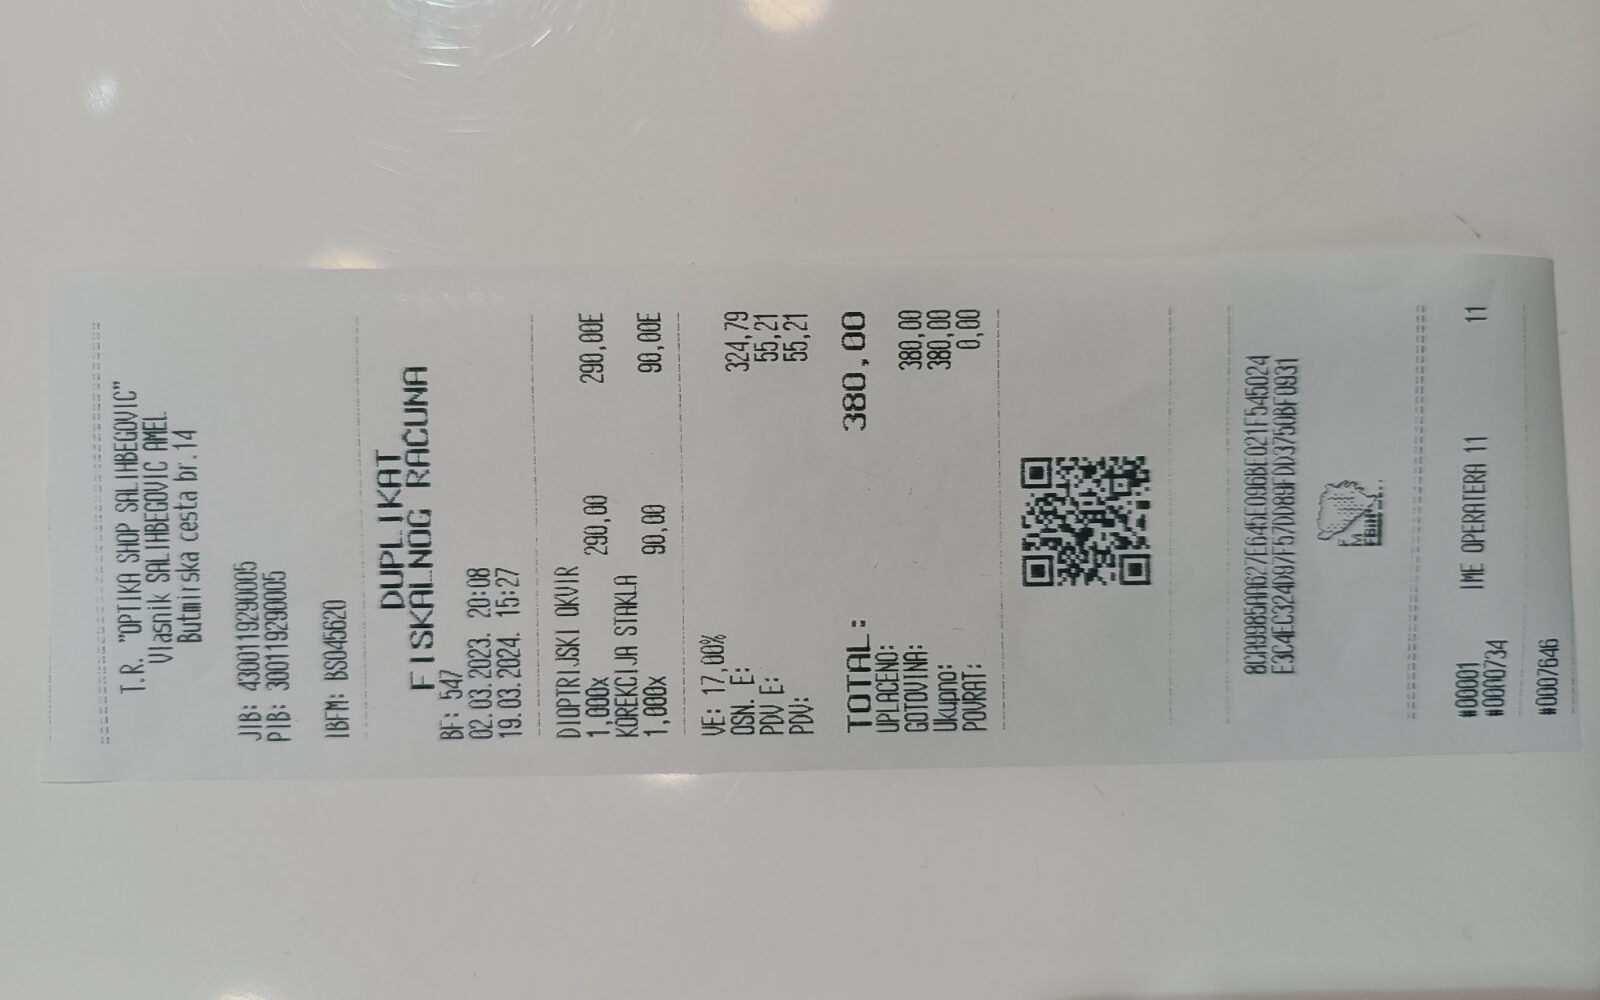 T.R. "OPTIKA SHOP SALIHBEGOVIC"
Vlasnik SALIHBEGOVIC AMEL
Butmirska cesta br.14
JIB: 4300119290005
PIB: 300119290005
IBFM: BS045620
DUPLIKAT
FISKALNOG RACUNA
BF: 547
02.03.2023. 20:08
19.03.2024. 15:27
DIOPTRIJSKI OKVIR
1,000x 290,00 290,00E
KOREKCIJA STAKLA
1,000x 90,00 90,00E
VE: 17,00%
OSN. E: 324,79
PDV E: 55,21
PDV: 55,21
TOTAL: 380,00
UPLACENO:
GOTOVINA: 380,00
Ukupno: 380,00
POVRAT: 0,00
#00001 IME OPERATERA 11 11
#0000734
#0007646